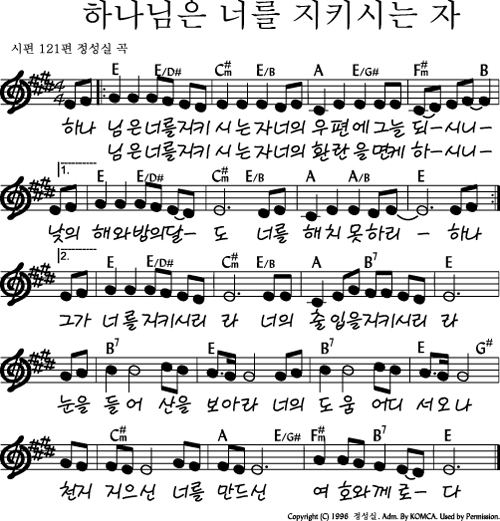 하나님은 너를 지키시는 자
시편 121편 정성실 곡
E E/D# C#m E/B A E/G# F#m B
4/4
하나 님은너를지키 시는자너의 우편에그늘 되-시니-
님은너를지키 시는자너의 환란을면케 하-시니-
1. E E/D# C#m E/B A A/B E
낮의 해와밤의달- 도 너를 해치못하리 - 하나
2. E E/D# C#m E/B A B7 E
그가 너를지키시리 라 너의 출입을지키시리 라
B7 E B7 E G#
눈을 들어 산을 보아라 너의 도움 어디 서오나
C#m A E/G# F#m B7 E
천지 지으신 너를 만드신 여호와께로- 다
Copyright (C) 1996 정성실. Adm. By KOMCA. Used by Permission.